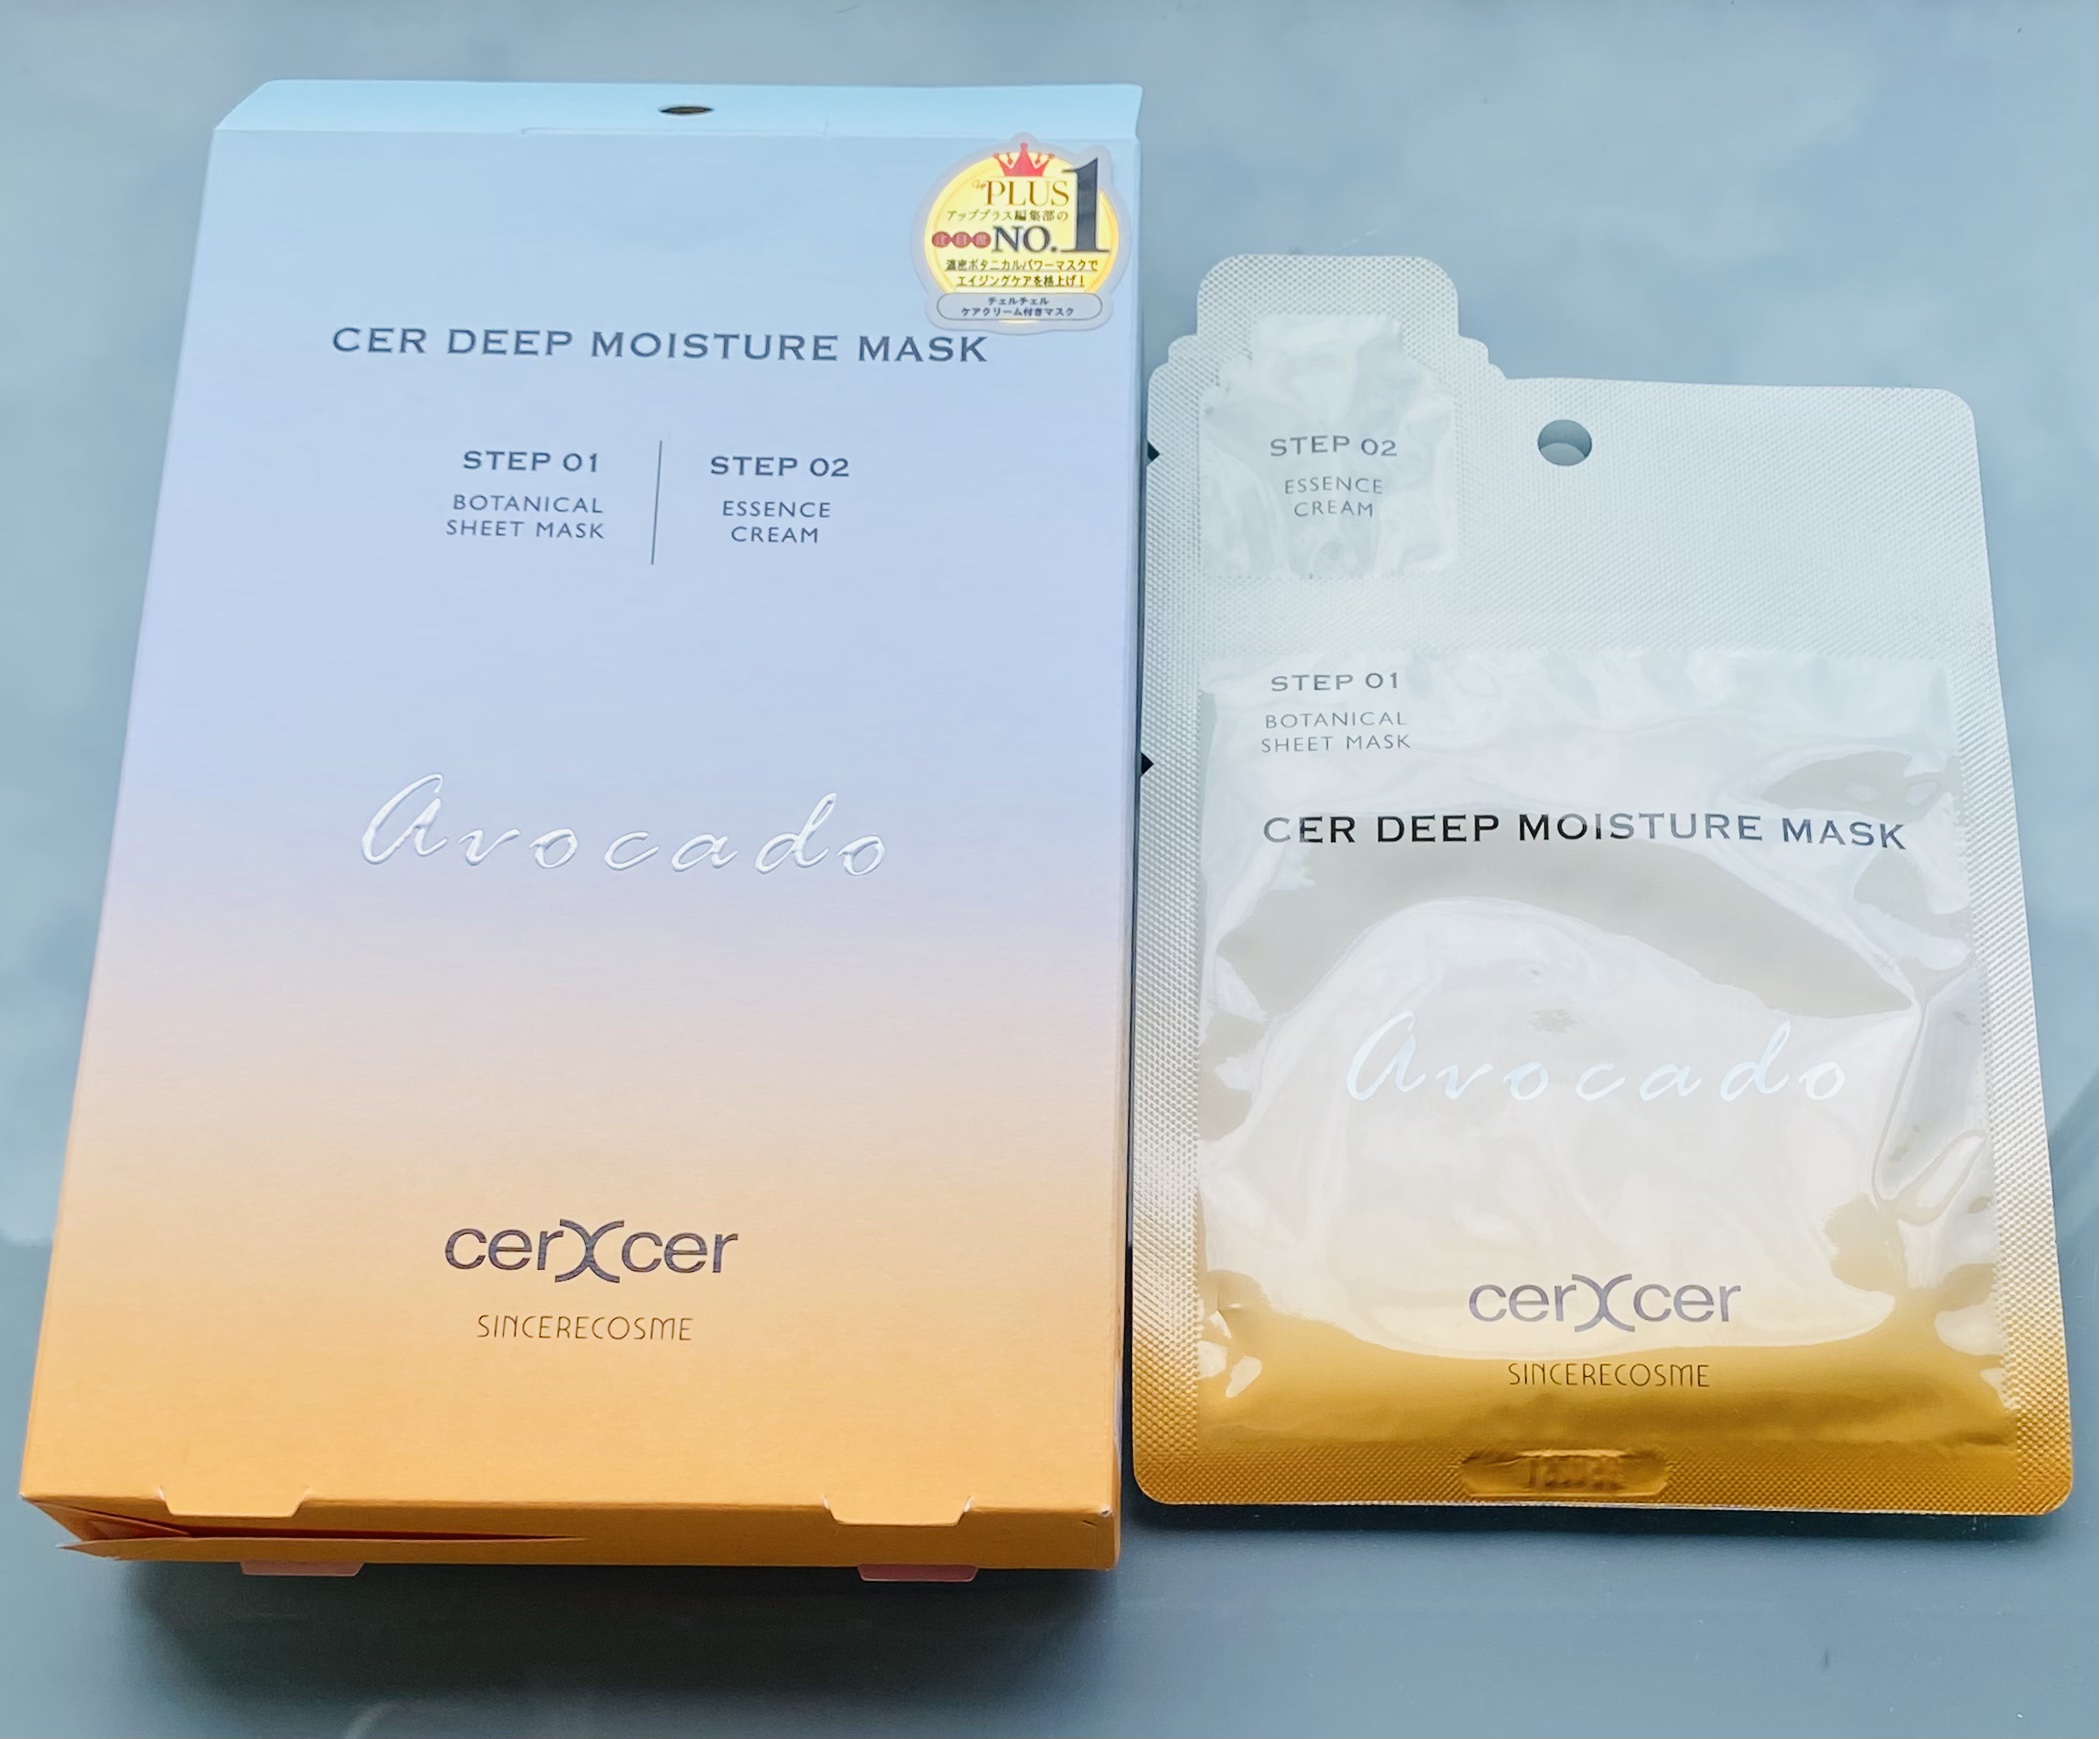 up PLUS
アッププラス編集部の
注目度 NO.1
濃密ボタニカルパワーマスクで
エイジングケアを格上げ!
チェルチェル
ケアクリーム付きマスク
CER DEEP MOISTURE MASK
STEP 01
BOTANICAL
SHEET MASK
STEP 02
ESSENCE
CREAM
Avocado
cerXcer
SINCERECOSME
STEP 02
ESSENCE
CREAM
STEP 01
BOTANICAL
SHEET MASK
CER DEEP MOISTURE MASK
Avocado
cerXcer
SINCERECOSME